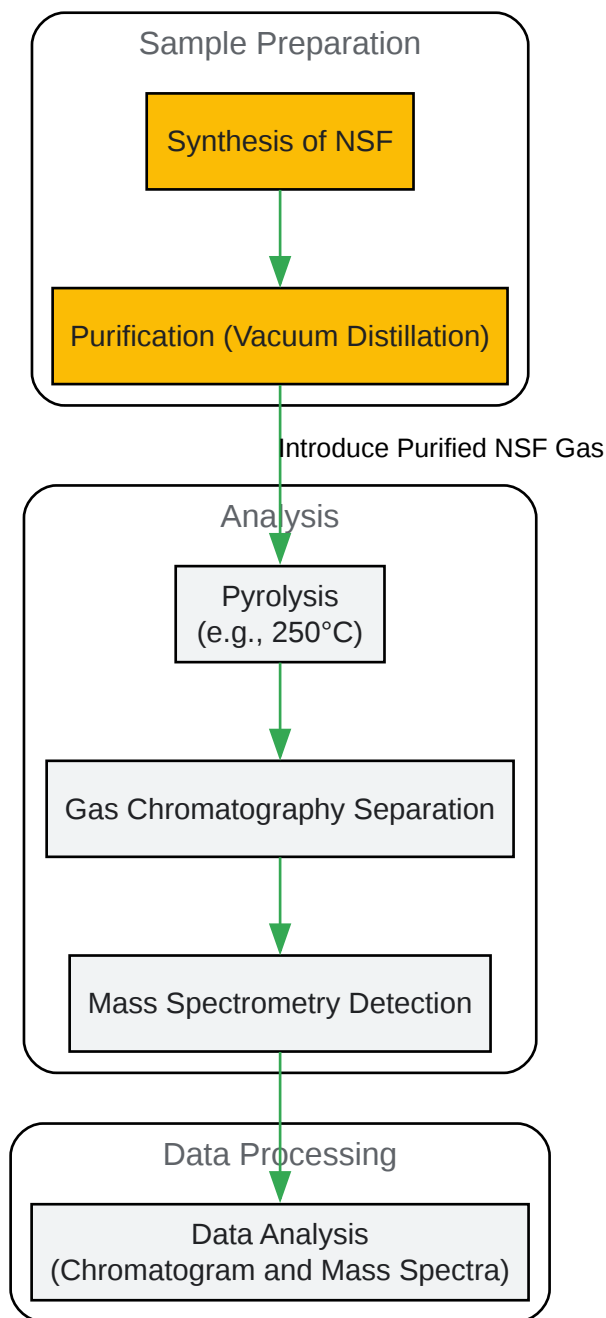 Sample Preparation
Synthesis of NSF
Purification (Vacuum Distillation)
Introduce Purified NSF Gas
Analysis
Pyrolysis
(e.g., 250°C)
Gas Chromatography Separation
Mass Spectrometry Detection
Data Processing
Data Analysis
(Chromatogram and Mass Spectra)